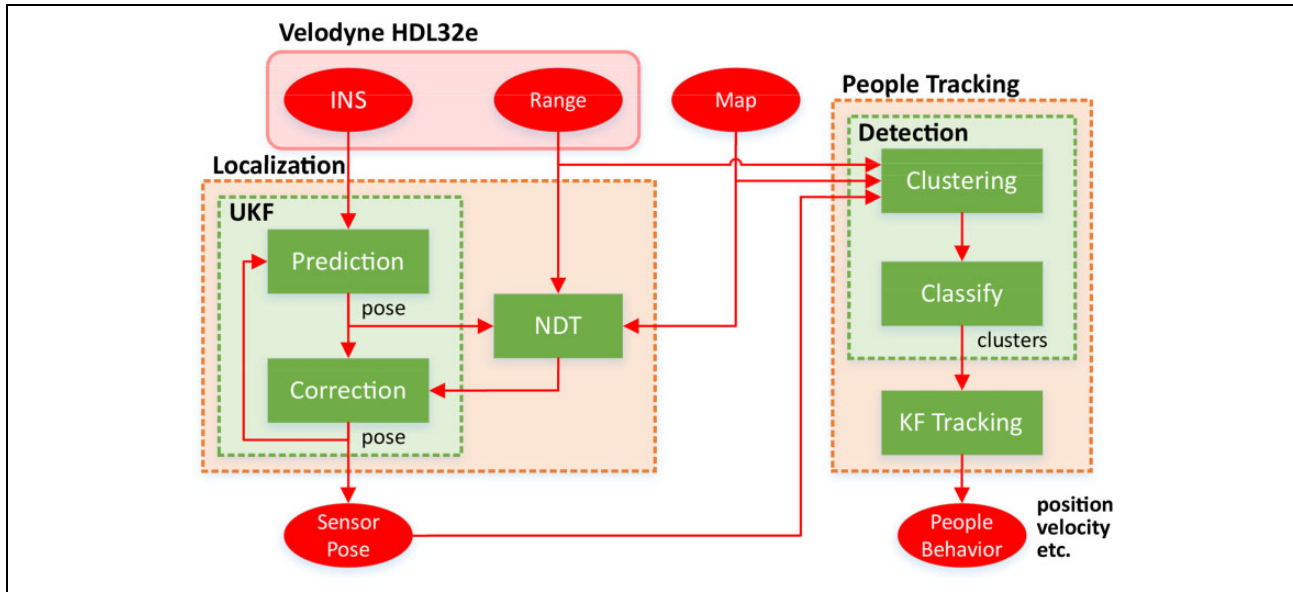 Velodyne HDL32e
INS
Range
Map
People Tracking
Detection
Clustering
Classify
clusters
KF Tracking
Localization
UKF
Prediction
pose
NDT
Correction
pose
Sensor
Pose
People
Behavior
position
velocity
etc.